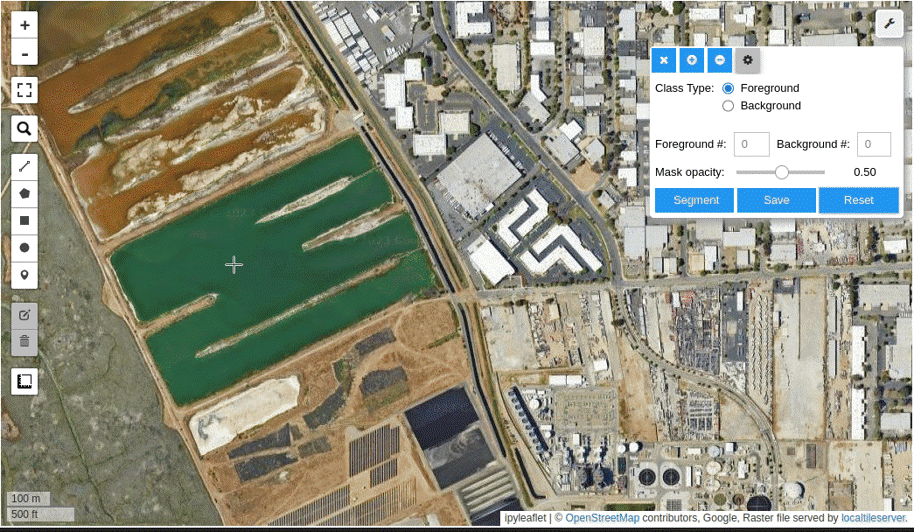 +
-
Class Type:
Foreground
Background
Foreground #:
0
Background #:
0
Mask opacity:
0.50
Segment
Save
Reset
100 m
500 ft
ipyleaflet | © OpenStreetMap contributors, Google, Raster file served by localtileserver.